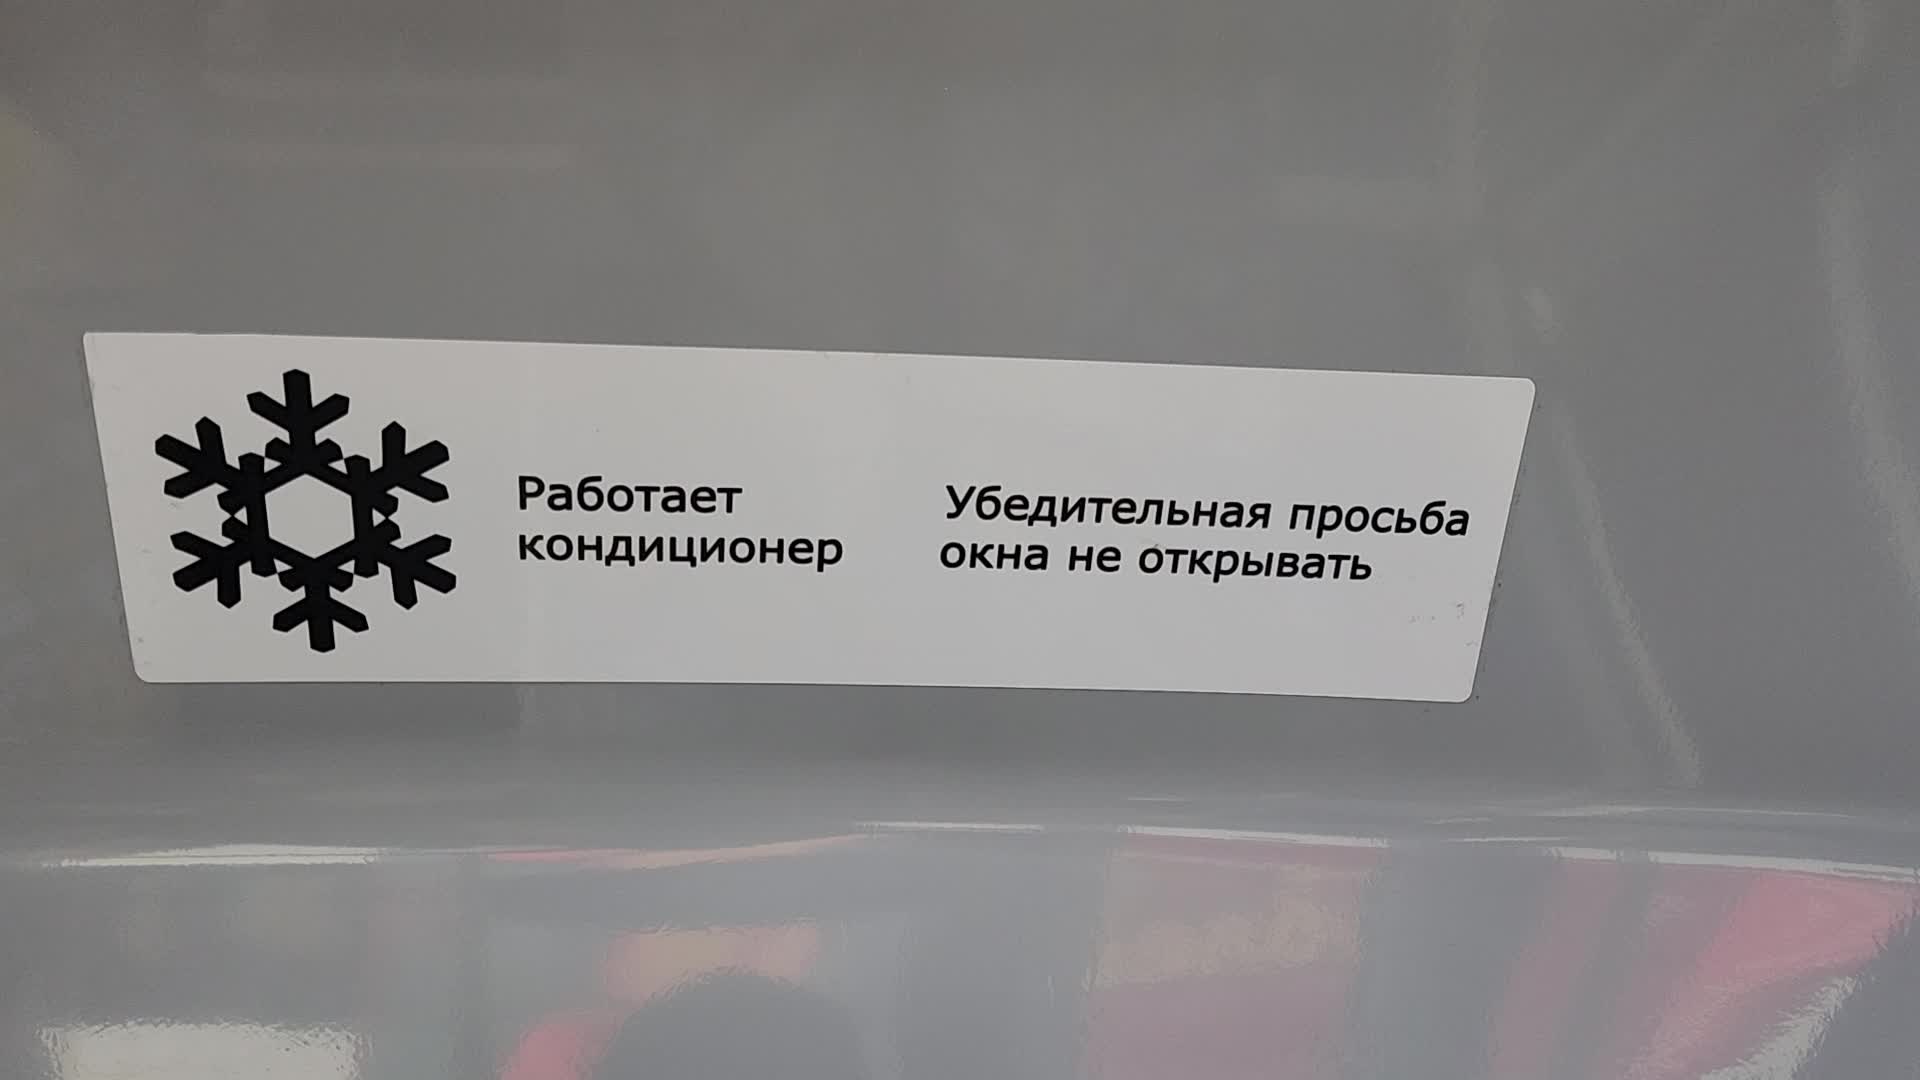 Работает
кондиционер
Убедительная просьба
окна не открывать